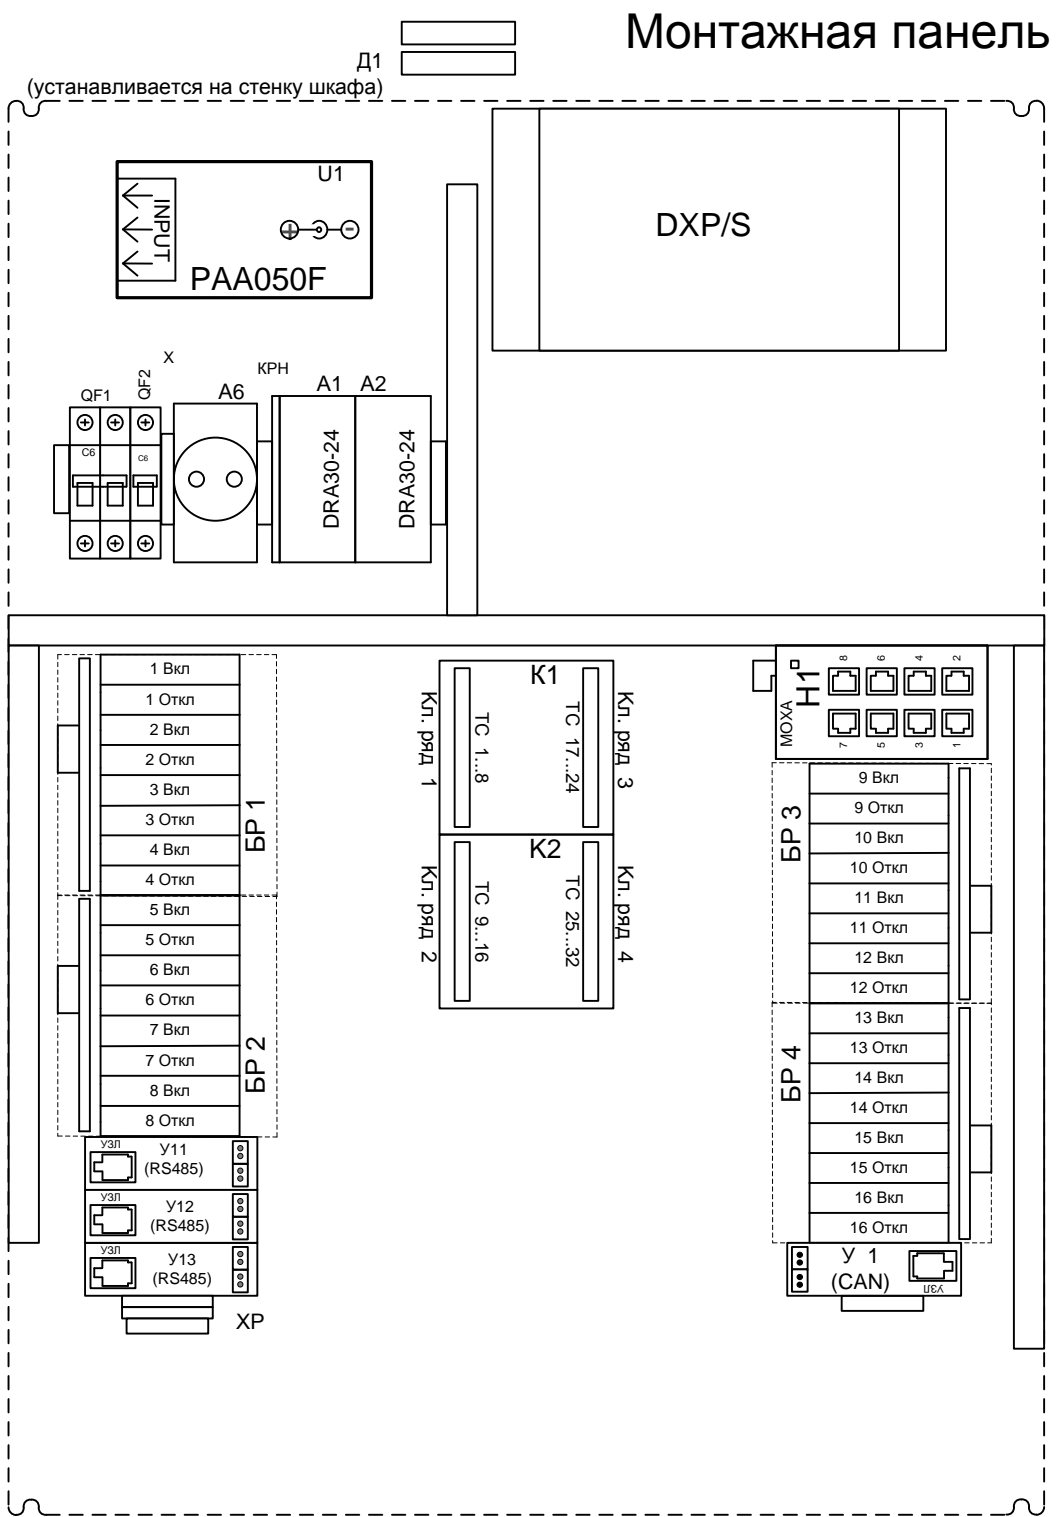 Монтажная панель
Д1
(устанавливается на стенку шкафа)
U1
INPUT
PAA050F
DXP/S
X
КРН
QF1
QF2
A6
A1
A2
C6
C6
DRA30-24
DRA30-24
1 Вкл
1 Откл
2 Вкл
2 Откл
3 Вкл
3 Откл
4 Вкл
4 Откл
БР 1
5 Вкл
5 Откл
6 Вкл
6 Откл
7 Вкл
7 Откл
8 Вкл
8 Откл
БР 2
УЗЛ
У11
(RS485)
УЗЛ
У12
(RS485)
УЗЛ
У13
(RS485)
XP
К1
Кл. ряд 1
ТС 1...8
ТС 17...24
Кл. ряд 3
К2
Кл. ряд 2
ТС 9...16
ТС 25...32
Кл. ряд 4
MOXA
H1
8
6
4
2
7
5
3
1
9 Вкл
9 Откл
10 Вкл
10 Откл
11 Вкл
11 Откл
12 Вкл
12 Откл
БР 3
13 Вкл
13 Откл
14 Вкл
14 Откл
15 Вкл
15 Откл
16 Вкл
16 Откл
БР 4
У 1
(CAN)
УЗЛ